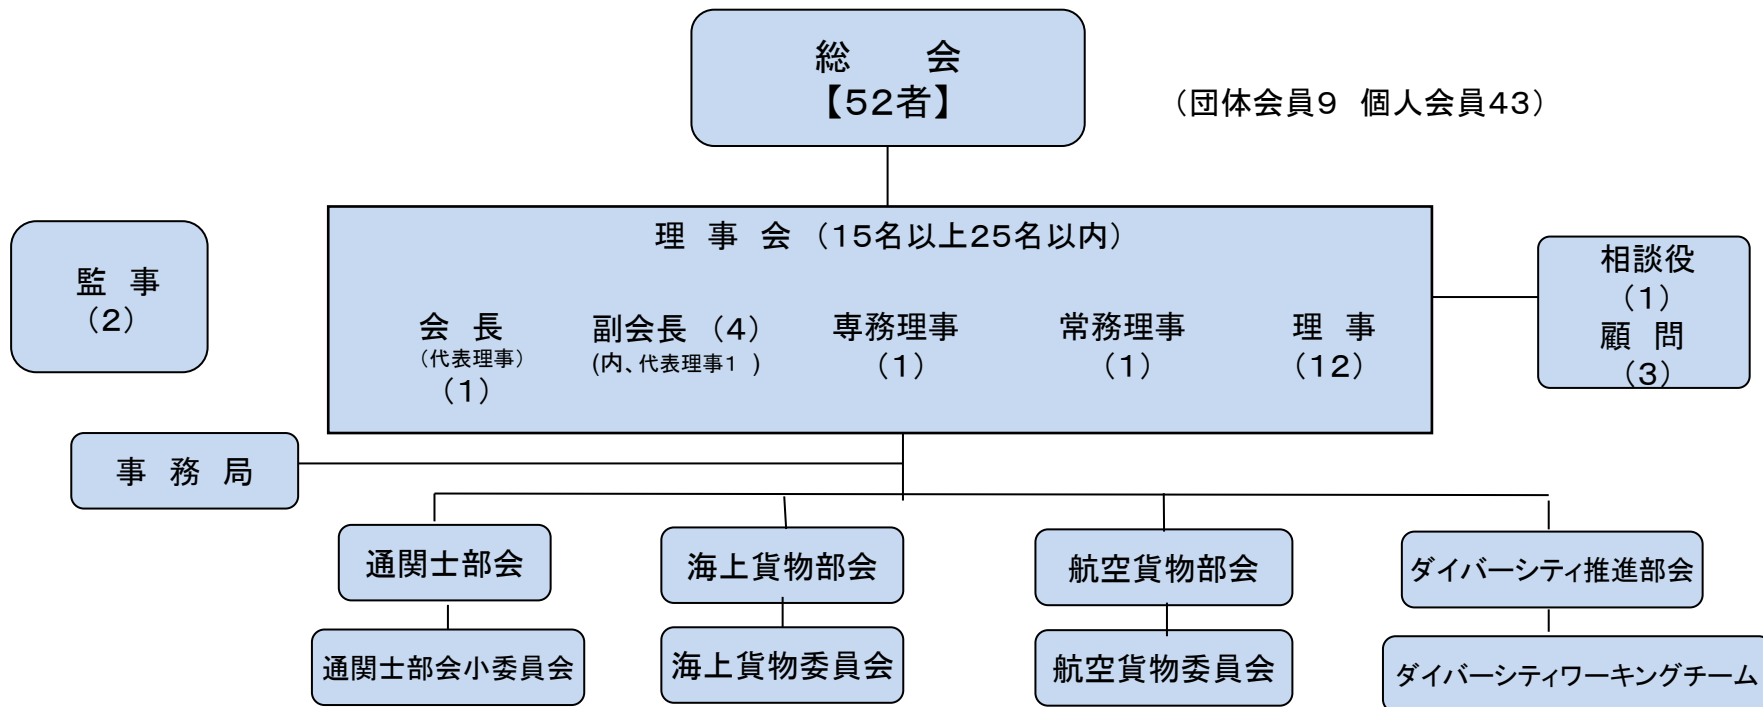 総　会
【52者】
（団体会員9　個人会員43）
理 事 会（15名以上25名以内）
監 事
（2）
会 長
（代表理事）
（1）
副会長（4）
(内、代表理事1 )
専務理事
（1）
常務理事
（1）
理 事
（12）
相談役
（1）
顧 問
（3）
事 務 局
通関士部会
海上貨物部会
航空貨物部会
ダイバーシティ推進部会
通関士部会小委員会
海上貨物委員会
航空貨物委員会
ダイバーシティワーキングチーム